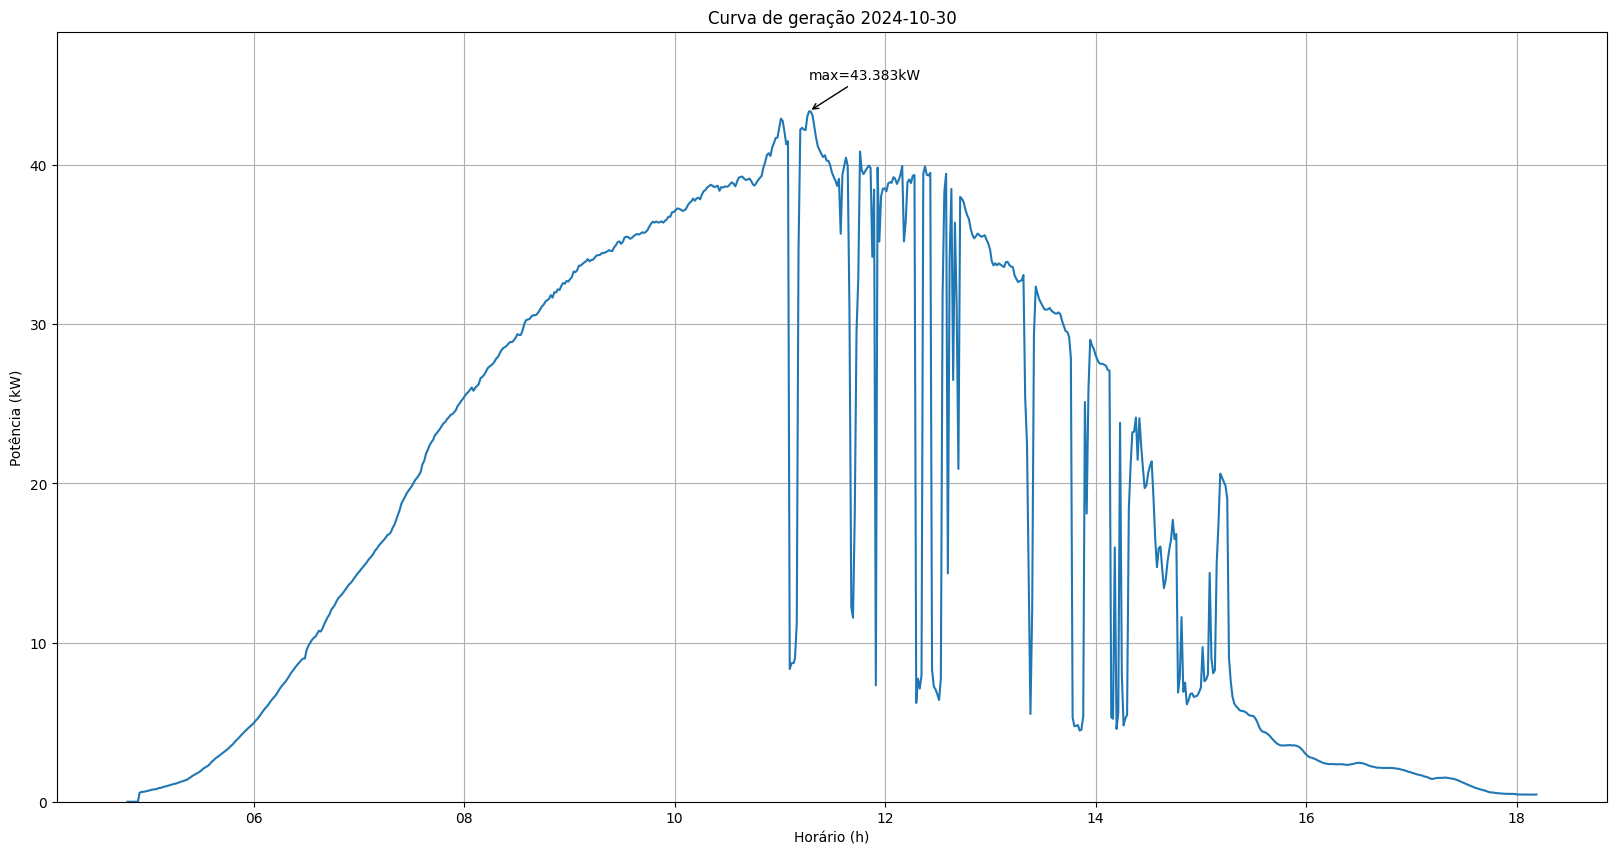 Curva de geração 2024-10-30
max=43.383kW
40
30
20
10
0
Potência (kW)
06 08 10 12 14 16 18
Horário (h)